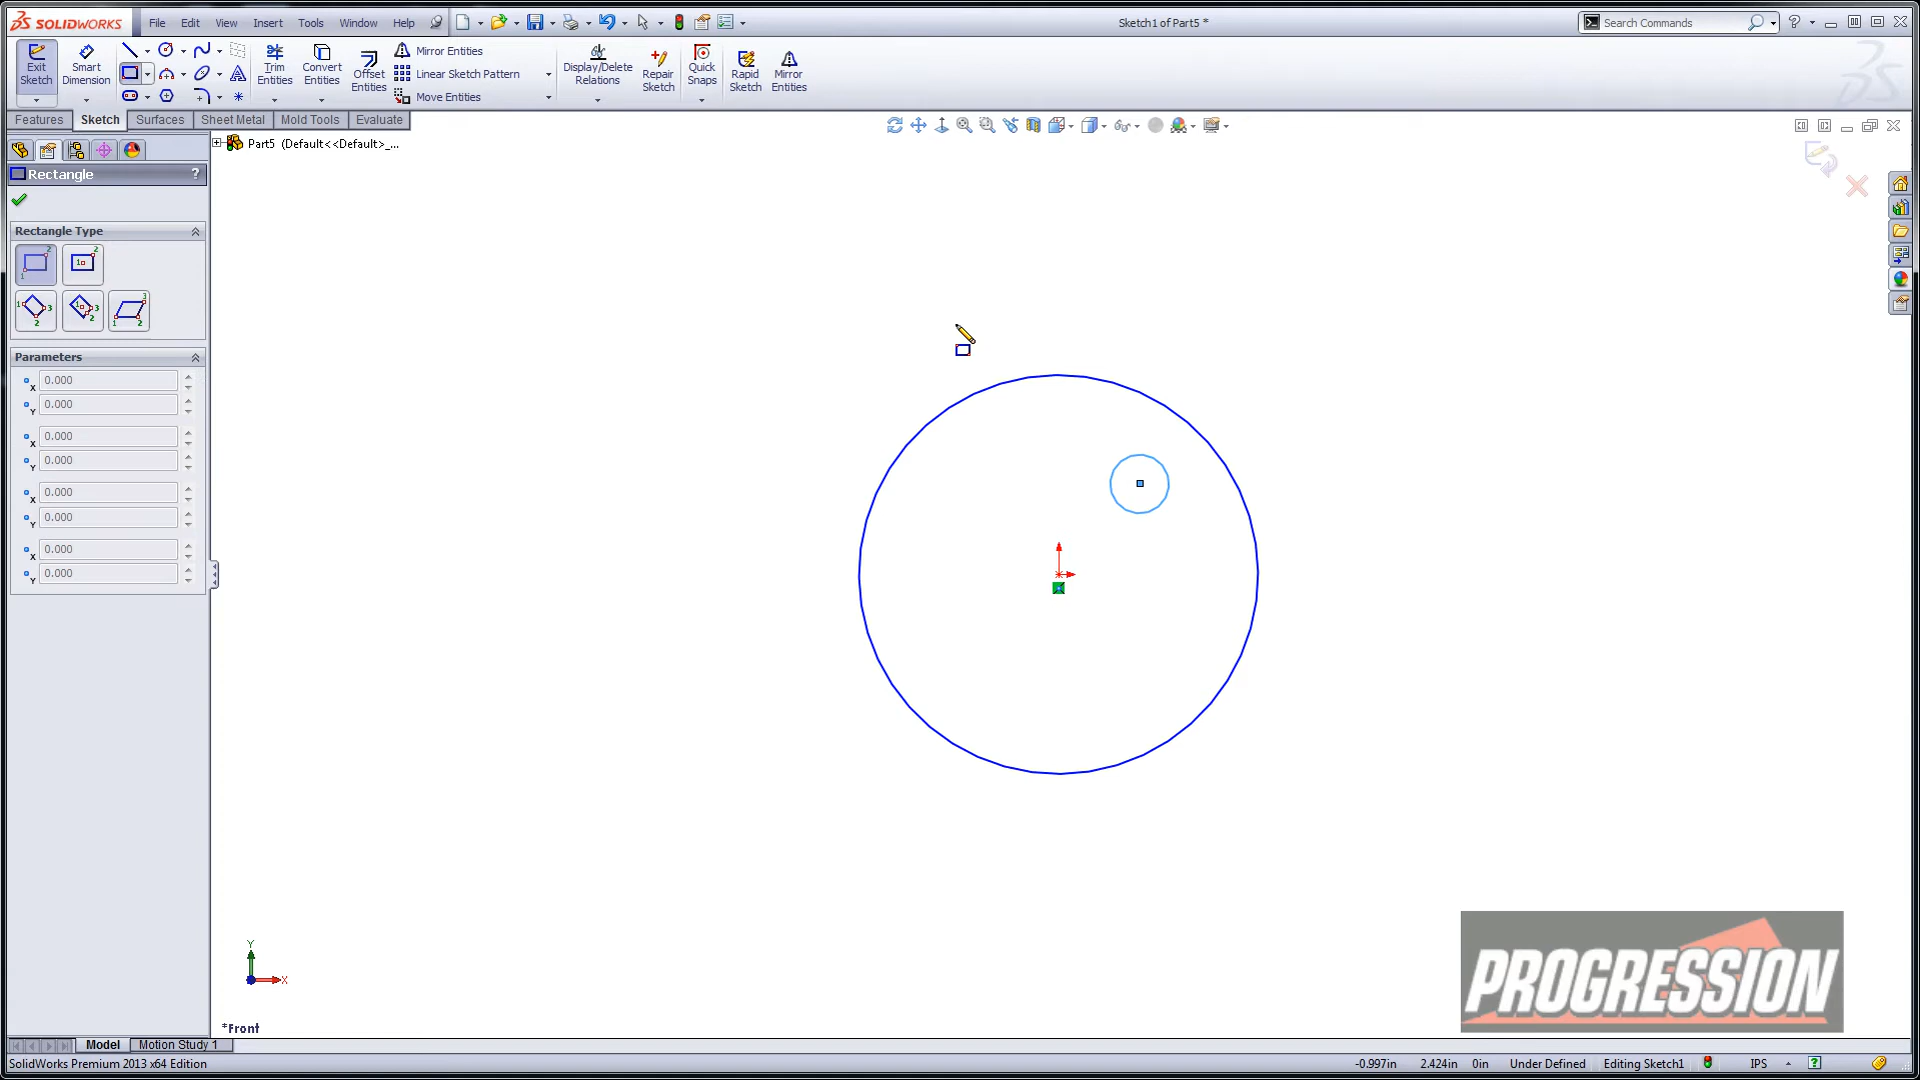 SOLIDWORKS File Edit View Insert Tools Window Help Sketch1 of Part5 * Search Commands ?
Exit Sketch
Smart Dimension
Trim Entities
Convert Entities
Offset Entities
Mirror Entities
Linear Sketch Pattern
Move Entities
Display/Delete Relations
Repair Sketch
Quick Snaps
Rapid Sketch
Mirror Entities
Features Sketch Surfaces Sheet Metal Mold Tools Evaluate
Part5 (Default<<Default>_...
Rectangle ?
Rectangle Type
Parameters
x 0.000
Y 0.000
x 0.000
Y 0.000
x 0.000
Y 0.000
x 0.000
Y 0.000
Y
X
*Front
PROGRESSION
Model Motion Study 1
SolidWorks Premium 2013 x64 Edition -0.997in 2.424in 0in Under Defined Editing Sketch1 IPS ?